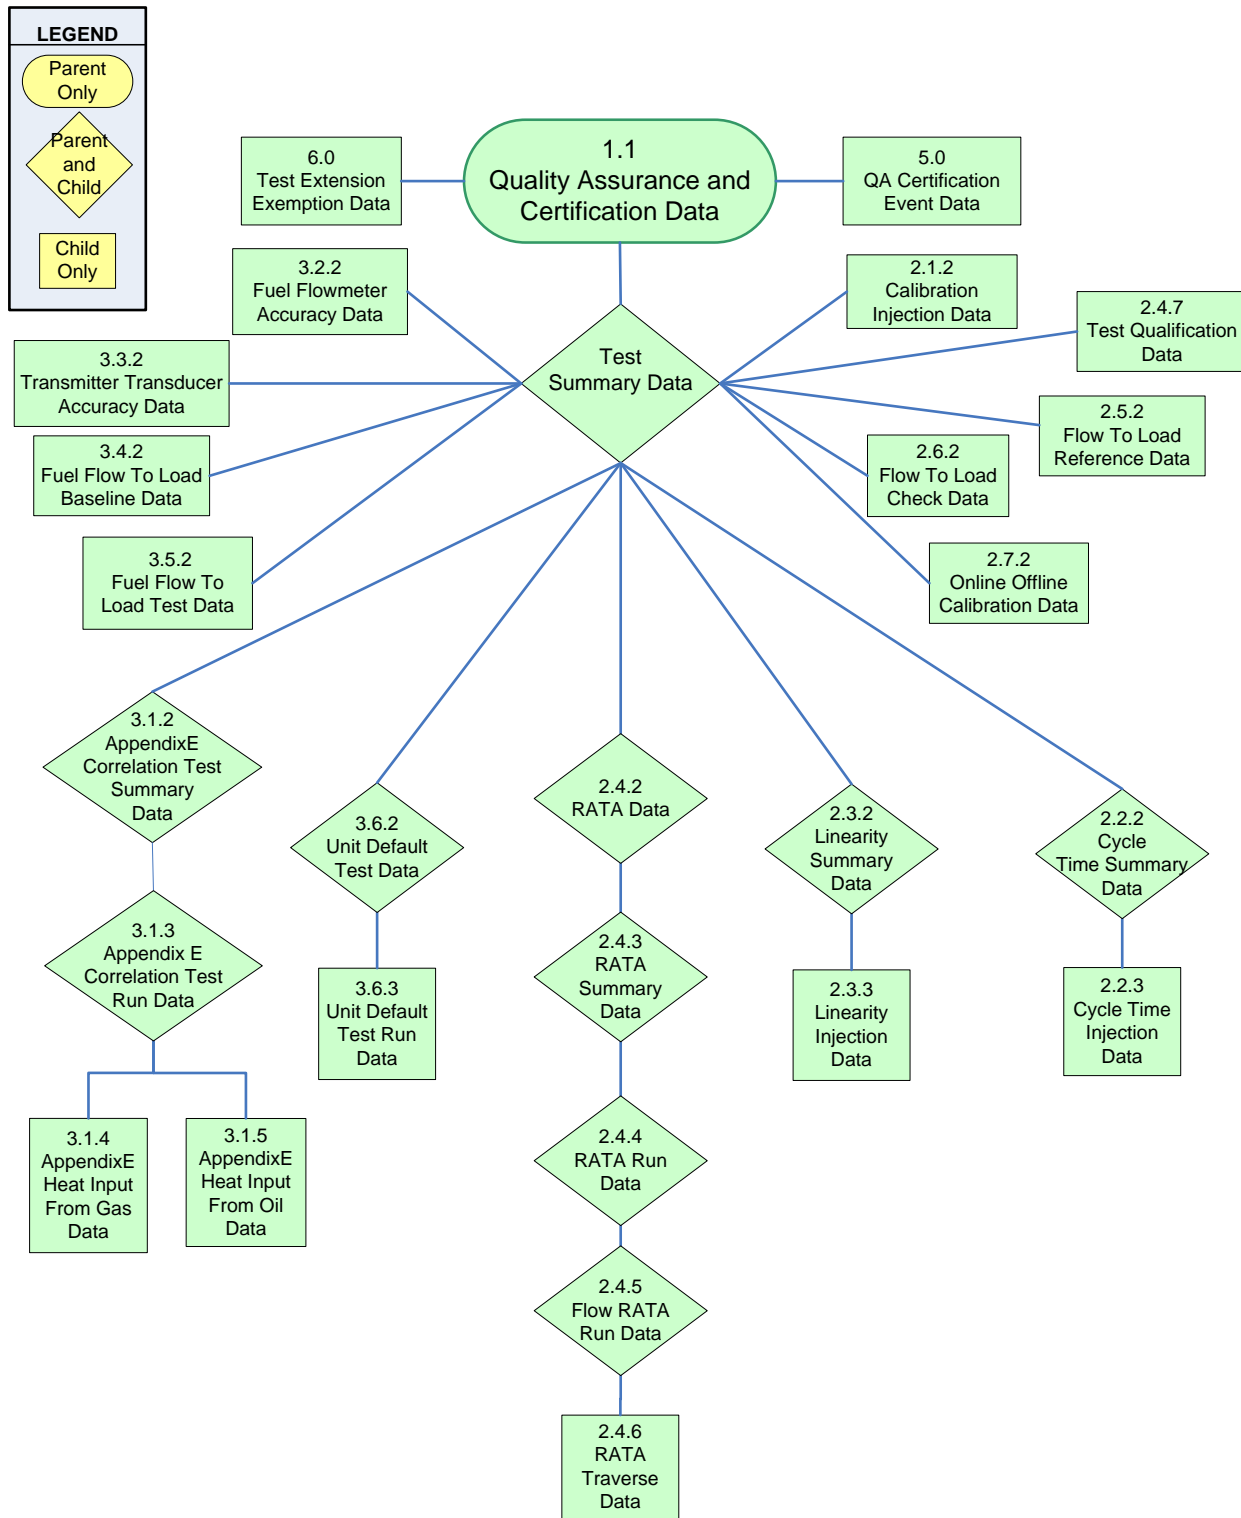 LEGEND
Parent
Only
Parent
and
Child
Child
Only
1.1
Quality Assurance and
Certification Data
6.0
Test Extension
Exemption Data
5.0
QA Certification
Event Data
3.2.2
Fuel Flowmeter
Accuracy Data
2.1.2
Calibration
Injection Data
2.4.7
Test Qualification
Data
Test
Summary Data
3.3.2
Transmitter Transducer
Accuracy Data
2.5.2
Flow To Load
Reference Data
3.4.2
Fuel Flow To Load
Baseline Data
2.6.2
Flow To Load
Check Data
3.5.2
Fuel Flow To
Load Test Data
2.7.2
Online Offline
Calibration Data
3.1.2
AppendixE
Correlation Test
Summary
Data
3.6.2
Unit Default
Test Data
2.4.2
RATA Data
2.3.2
Linearity
Summary
Data
2.2.2
Cycle
Time Summary
Data
3.1.3
Appendix E
Correlation Test
Run Data
3.6.3
Unit Default
Test Run
Data
2.4.3
RATA
Summary
Data
2.3.3
Linearity
Injection
Data
2.2.3
Cycle Time
Injection
Data
3.1.4
AppendixE
Heat Input
From Gas
Data
3.1.5
AppendixE
Heat Input
From Oil
Data
2.4.4
RATA Run
Data
2.4.5
Flow RATA
Run Data
2.4.6
RATA
Traverse
Data